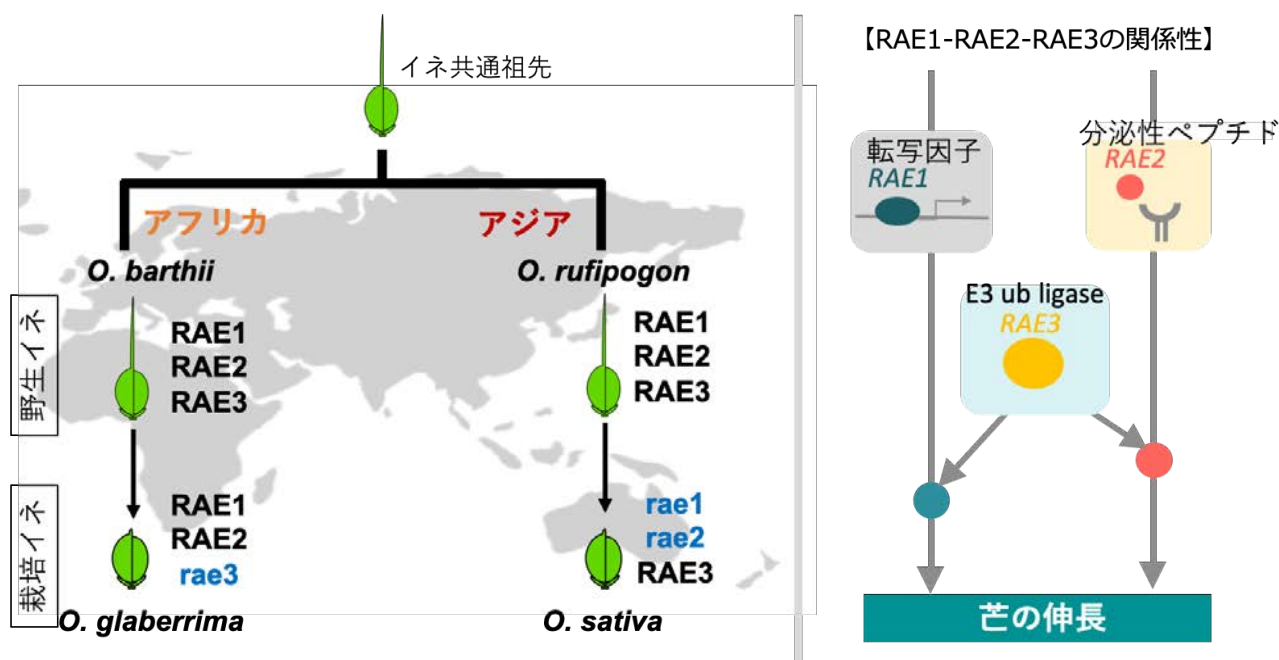 イネ共通祖先
アフリカ
アジア
O. barthii
O. rufipogon
野生イネ
RAE1
RAE2
RAE3
RAE1
RAE2
RAE3
栽培イネ
RAE1
RAE2
rae3
rae1
rae2
RAE3
O. glaberrima
O. sativa
【RAE1-RAE2-RAE3の関係性】
転写因子
RAE1
分泌性ペプチド
RAE2
E3 ub ligase
RAE3
芒の伸長